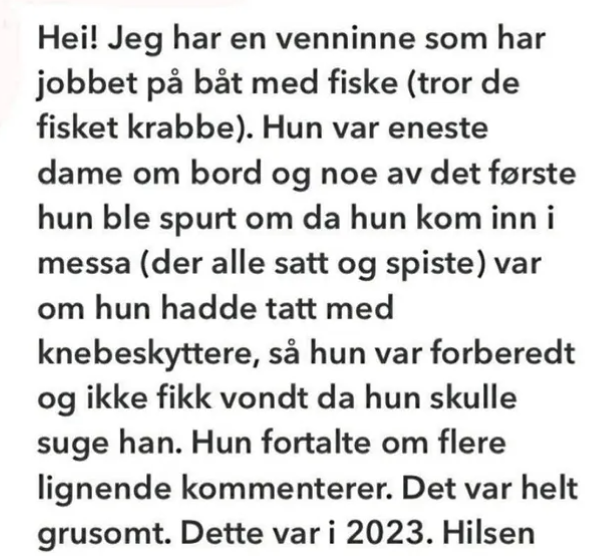 Hei! Jeg har en venninne som har
jobbet på båt med fiske (tror de
fisket krabbe). Hun var eneste
dame om bord og noe av det første
hun ble spurt om da hun kom inn i
messa (der alle satt og spiste) var
om hun hadde tatt med
knebeskyttere, så hun var forberedt
og ikke fikk vondt da hun skulle
suge han. Hun fortalte om flere
lignende kommenterer. Det var helt
grusomt. Dette var i 2023. Hilsen